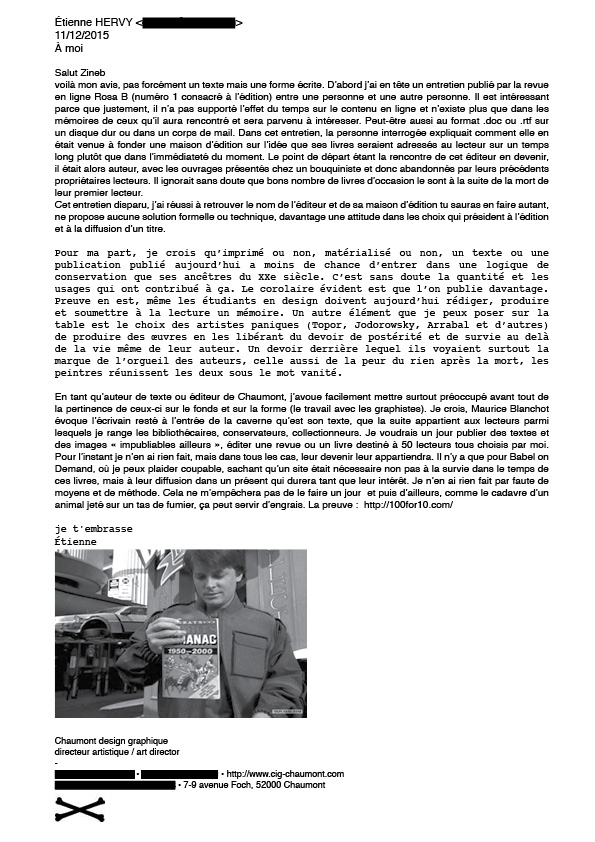 Étienne HERVY < >
11/12/2015
À moi
Salut Zineb
voilà mon avis, pas forcément un texte mais une forme écrite. D'abord j'ai en tête un entretien publié par la revue
en ligne Rosa B (numéro 1 consacré à l'édition) entre une personne et une autre personne. Il est intéressant
parce que justement, il n'a pas supporté l'effet du temps sur le contenu en ligne et n'existe plus que dans les
mémoires de ceux qu'il aura rencontré et sera parvenu à intéresser. Peut-être aussi au format .doc ou .rtf sur
un disque dur ou dans un corps de mail. Dans cet entretien, la personne interrogée expliquait comment elle en
était venue à fonder une maison d'édition sur l'idée que ses livres seraient adressés au lecteur sur un temps
long plutôt que dans l'immédiateté du moment. Le point de départ étant la rencontre de cet éditeur en devenir,
il était alors auteur, avec les ouvrages présentés chez un bouquiniste et donc abandonnés par leurs précédents
propriétaires lecteurs. Il ignorait sans doute que bons nombre de livres d'occasion le sont à la suite de la mort de
leur premier lecteur.
Cet entretien disparu, j'ai réussi à retrouver le nom de l'éditeur et de sa maison d'édition tu sauras en faire autant,
ne propose aucune solution formelle ou technique, davantage une attitude dans les choix qui président à l'édition
et à la diffusion d'un titre.
Pour ma part, je crois qu'imprimé ou non, matérialisé ou non, un texte ou une
publication publié aujourd'hui a moins de chance d'entrer dans une logique de
conservation que ses ancêtres du XXe siècle. C'est sans doute la quantité et les
usages qui ont contribué à ça. Le corolaire évident est que l'on publie davantage.
Preuve en est, même les étudiants en design doivent aujourd'hui rédiger, produire
et soumettre à la lecture un mémoire. Un autre élément que je peux poser sur la
table est le choix des artistes paniques (Topor, Jodorowsky, Arrabal et d'autres)
de produire des œuvres en les libérant du devoir de postérité et de survie au delà
de la vie même de leur auteur. Un devoir derrière lequel ils voyaient surtout la
marque de l'orgueil des auteurs, celle aussi de la peur du rien après la mort, les
peintres réunissent les deux sous le mot vanité.
En tant qu'auteur de texte ou éditeur de Chaumont, j'avoue facilement mettre surtout préoccupé avant tout de
la pertinence de ceux-ci sur le fonds et sur la forme (le travail avec les graphistes). Je crois, Maurice Blanchot
évoque l'écrivain resté à l'entrée de la caverne qu'est son texte, que la suite appartient aux lecteurs parmi
lesquels je range les bibliothécaires, conservateurs, collectionneurs. Je voudrais un jour publier des textes et
des images « impubliables ailleurs », éditer une revue ou un livre destiné à 50 lecteurs tous choisis par moi.
Pour l'instant je n'en ai rien fait, mais dans tous les cas, leur devenir leur appartiendra. Il n'y a que pour Babel on
Demand, où je peux plaider coupable, sachant qu'un site était nécessaire non pas à la survie dans le temps de
ces livres, mais à leur diffusion dans un présent qui durera tant que leur intérêt. Je n'en ai rien fait par faute de
moyens et de méthode. Cela ne m'empêchera pas de le faire un jour et puis d'ailleurs, comme le cadavre d'un
animal jeté sur un tas de fumier, ça peut servir d'engrais. La preuve : http://100for10.com/
je t'embrasse
Étienne
MANAC
1950-2000
Chaumont design graphique
directeur artistique / art director
-
• • http://www.cig-chaumont.com
• 7-9 avenue Foch, 52000 Chaumont